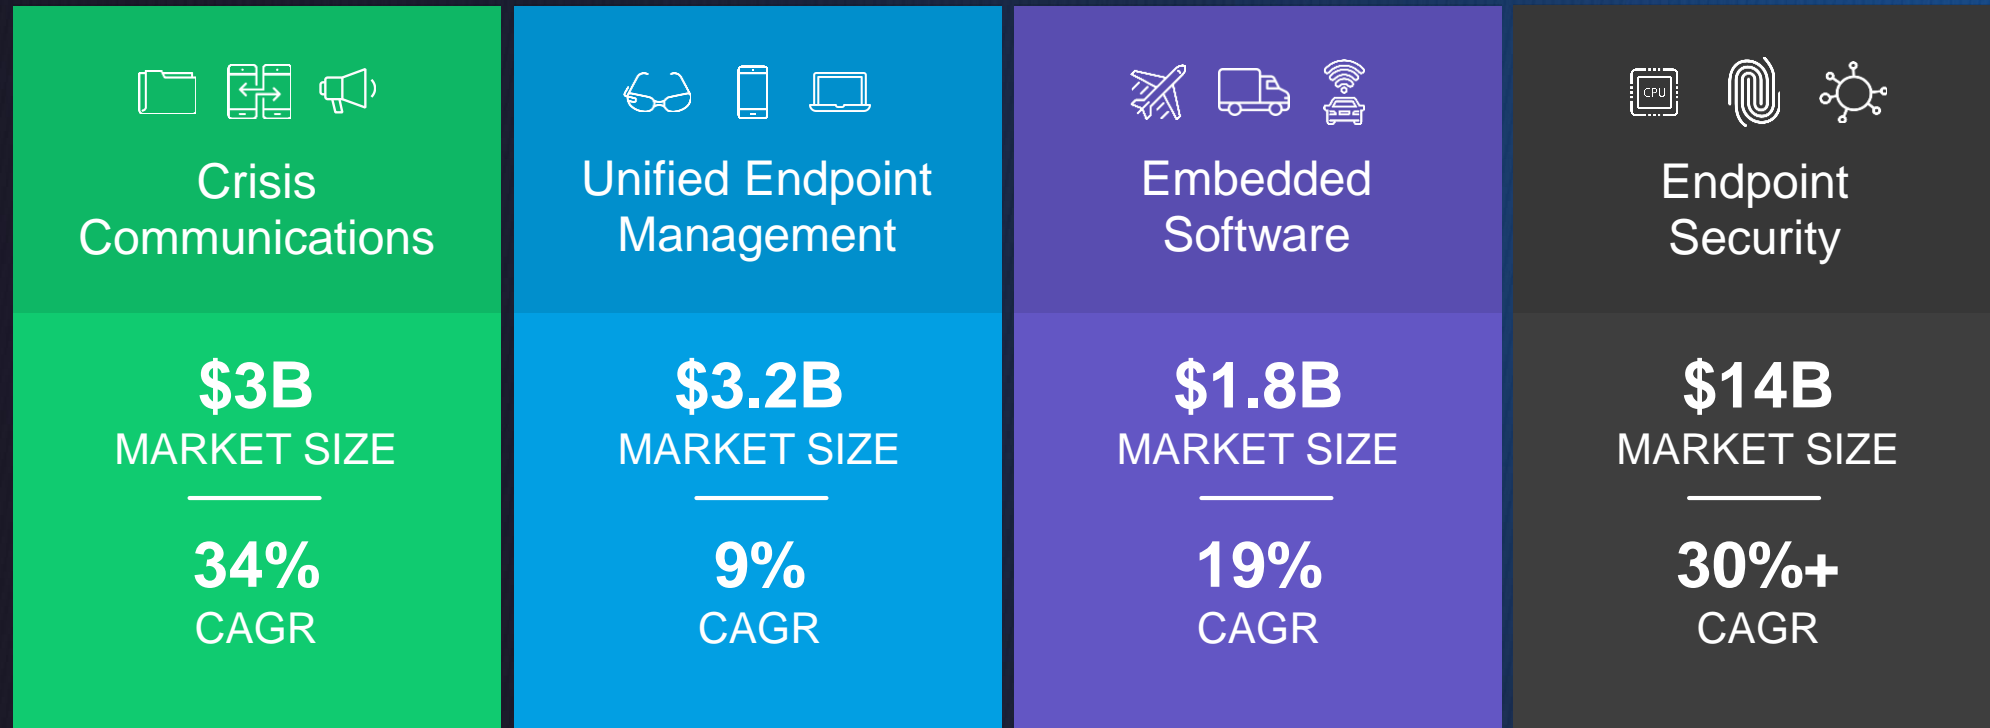 Crisis
Communications
$3B
MARKET SIZE
34%
CAGR
Unified Endpoint
Management
$3.2B
MARKET SIZE
9%
CAGR
Embedded
Software
$1.8B
MARKET SIZE
19%
CAGR
CPU
Endpoint
Security
$14B
MARKET SIZE
30%+
CAGR